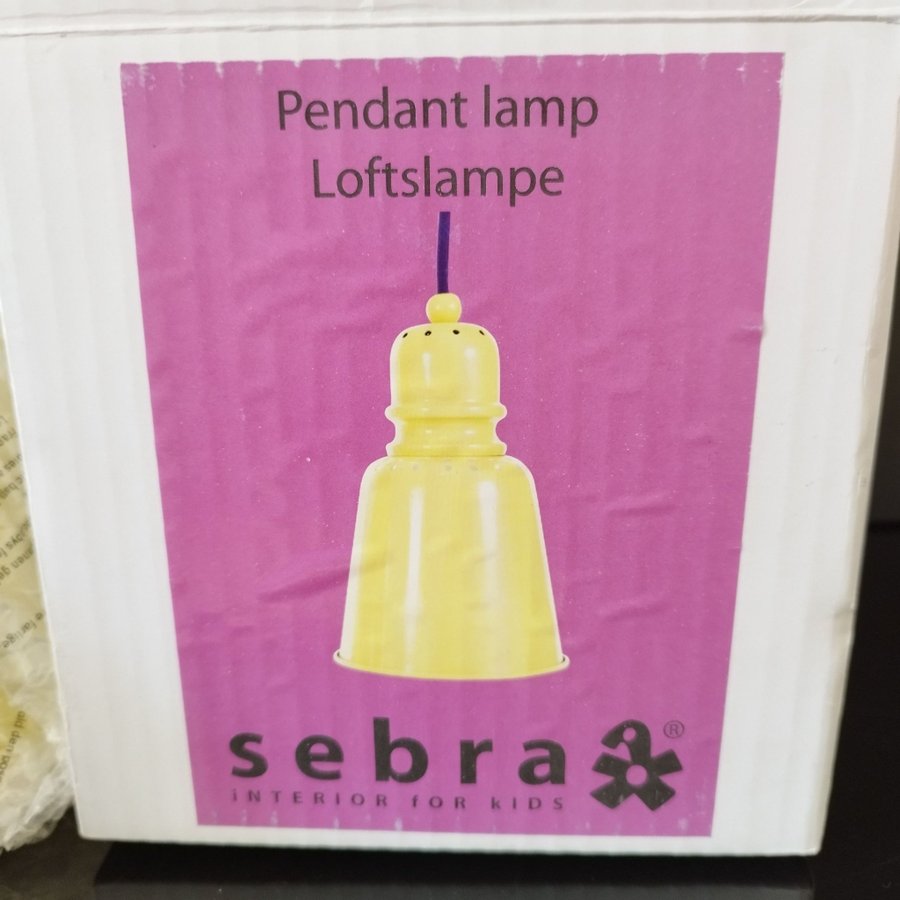 Pendant lamp
Loftslampe
sebra ®
iNTERIOR fOR kIDS